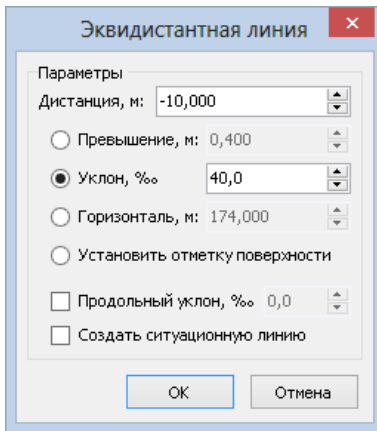 Эквидистантная линия
Параметры
Дистанция, м: -10,000
Превышение, м: 0,400
Уклон, ‰ 40,0
Горизонталь, м: 174,000
Установить отметку поверхности
Продольный уклон, ‰ 0,0
Создать ситуационную линию
OK Отмена